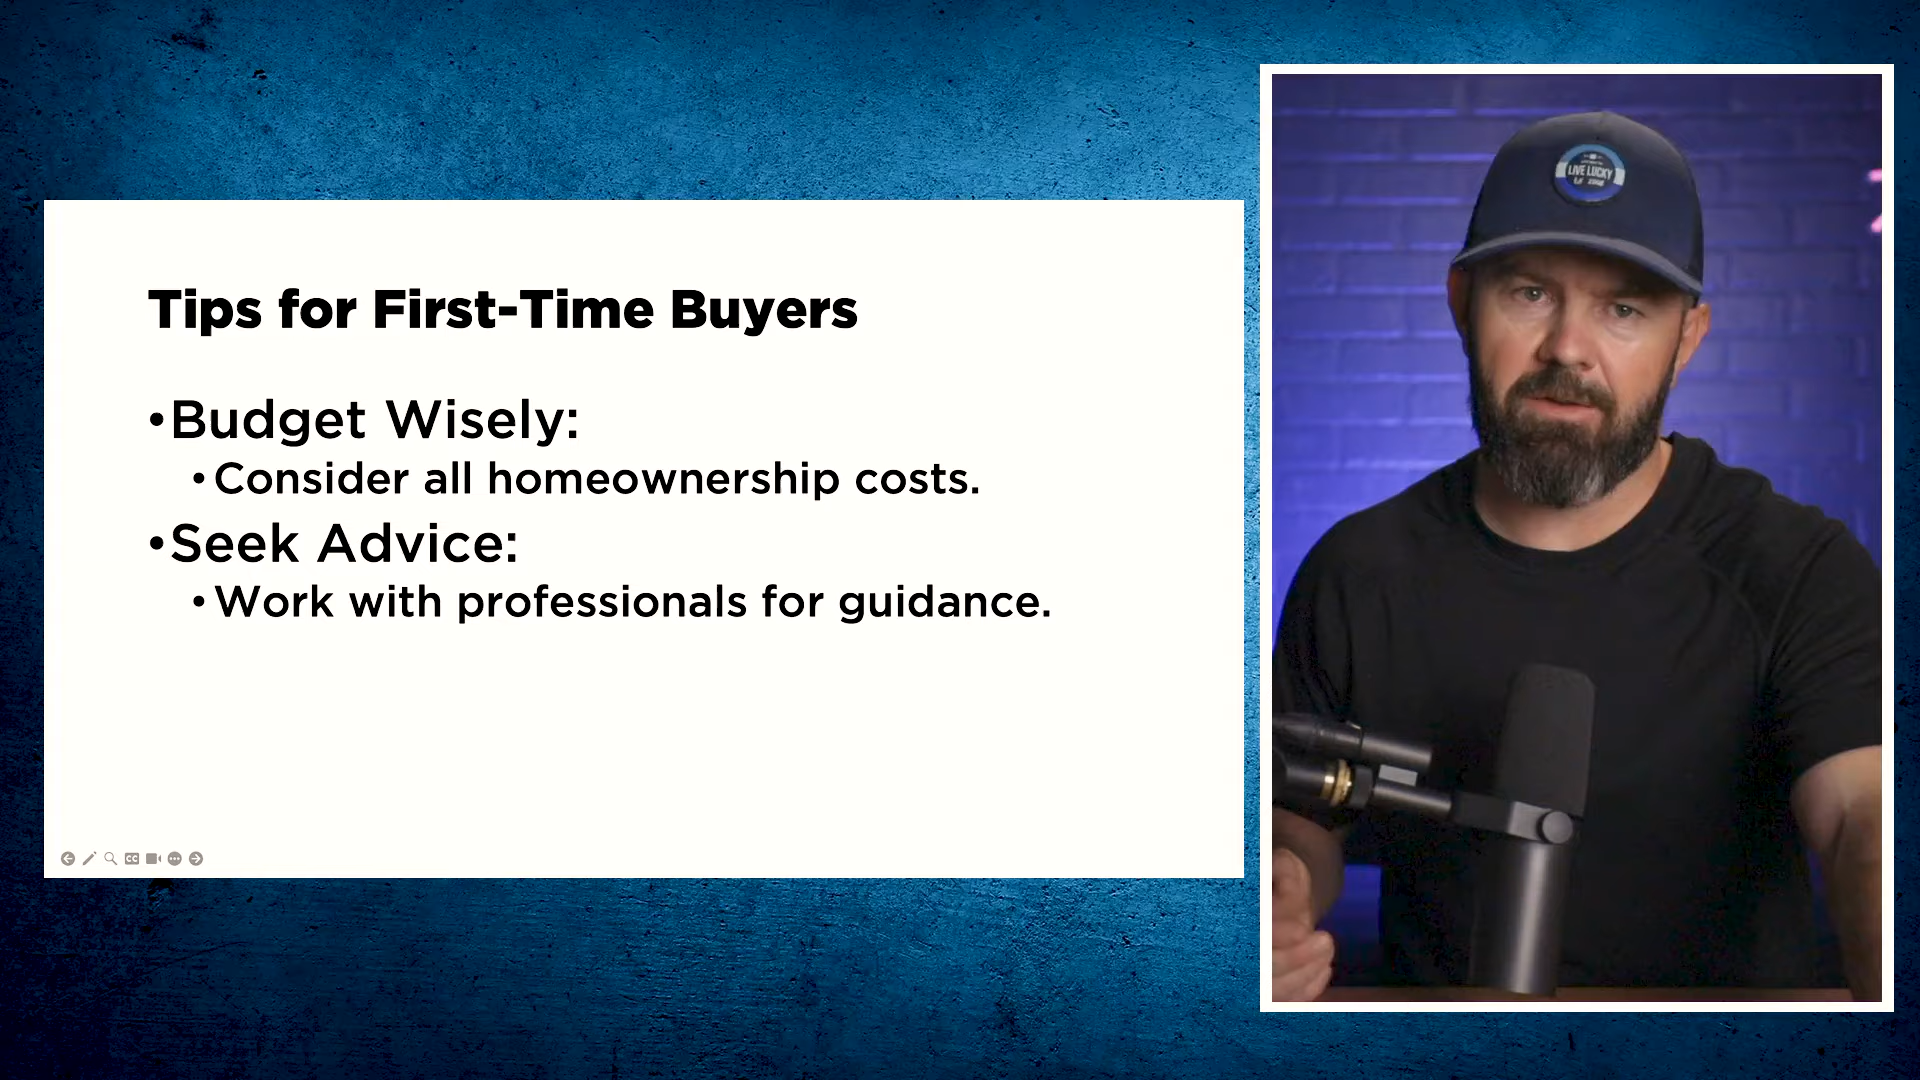 Tips for First-Time Buyers
•Budget Wisely:
•Consider all homeownership costs.
•Seek Advice:
•Work with professionals for guidance.
CC
LIVE LUCKY